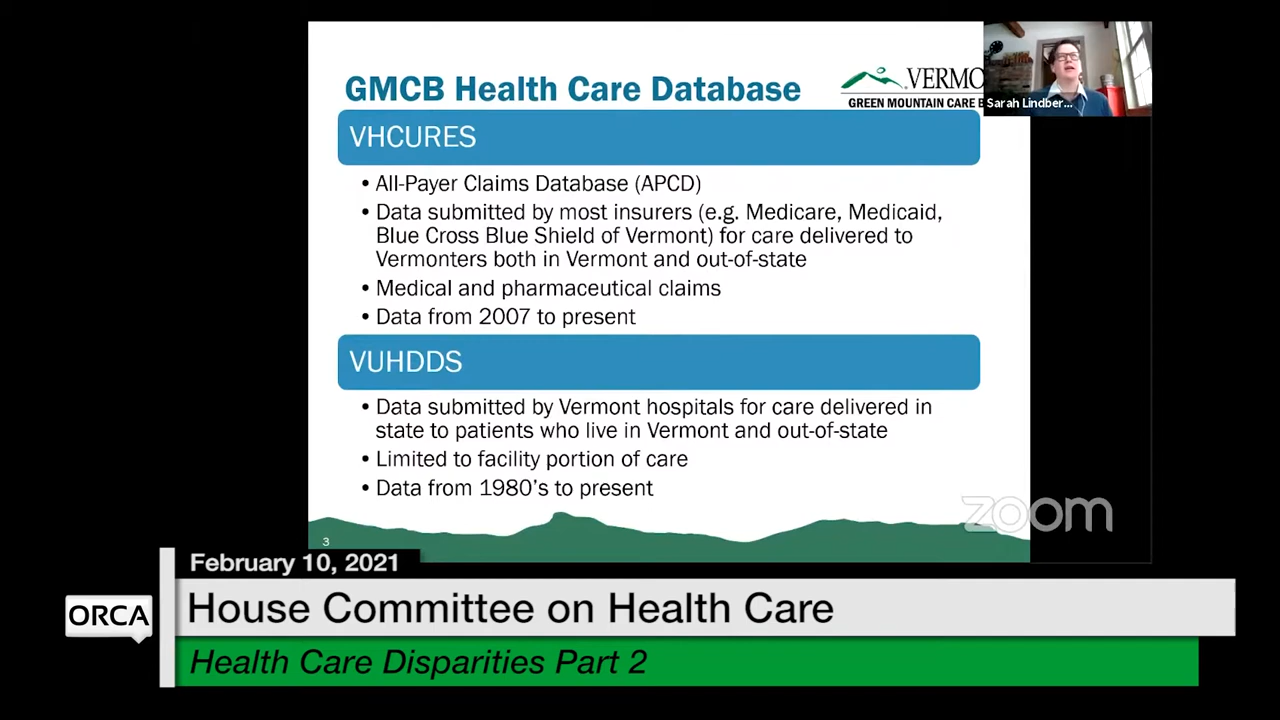 GMCB Health Care Database
VERMO
GREEN MOUNTAIN CARE B
Sarah Lindber...
VHCURES
• All-Payer Claims Database (APCD)
• Data submitted by most insurers (e.g. Medicare, Medicaid,
Blue Cross Blue Shield of Vermont) for care delivered to
Vermonters both in Vermont and out-of-state
• Medical and pharmaceutical claims
• Data from 2007 to present
VUHDDS
• Data submitted by Vermont hospitals for care delivered in
state to patients who live in Vermont and out-of-state
• Limited to facility portion of care
• Data from 1980's to present
zoom
3
February 10, 2021
ORCA
House Committee on Health Care
Health Care Disparities Part 2